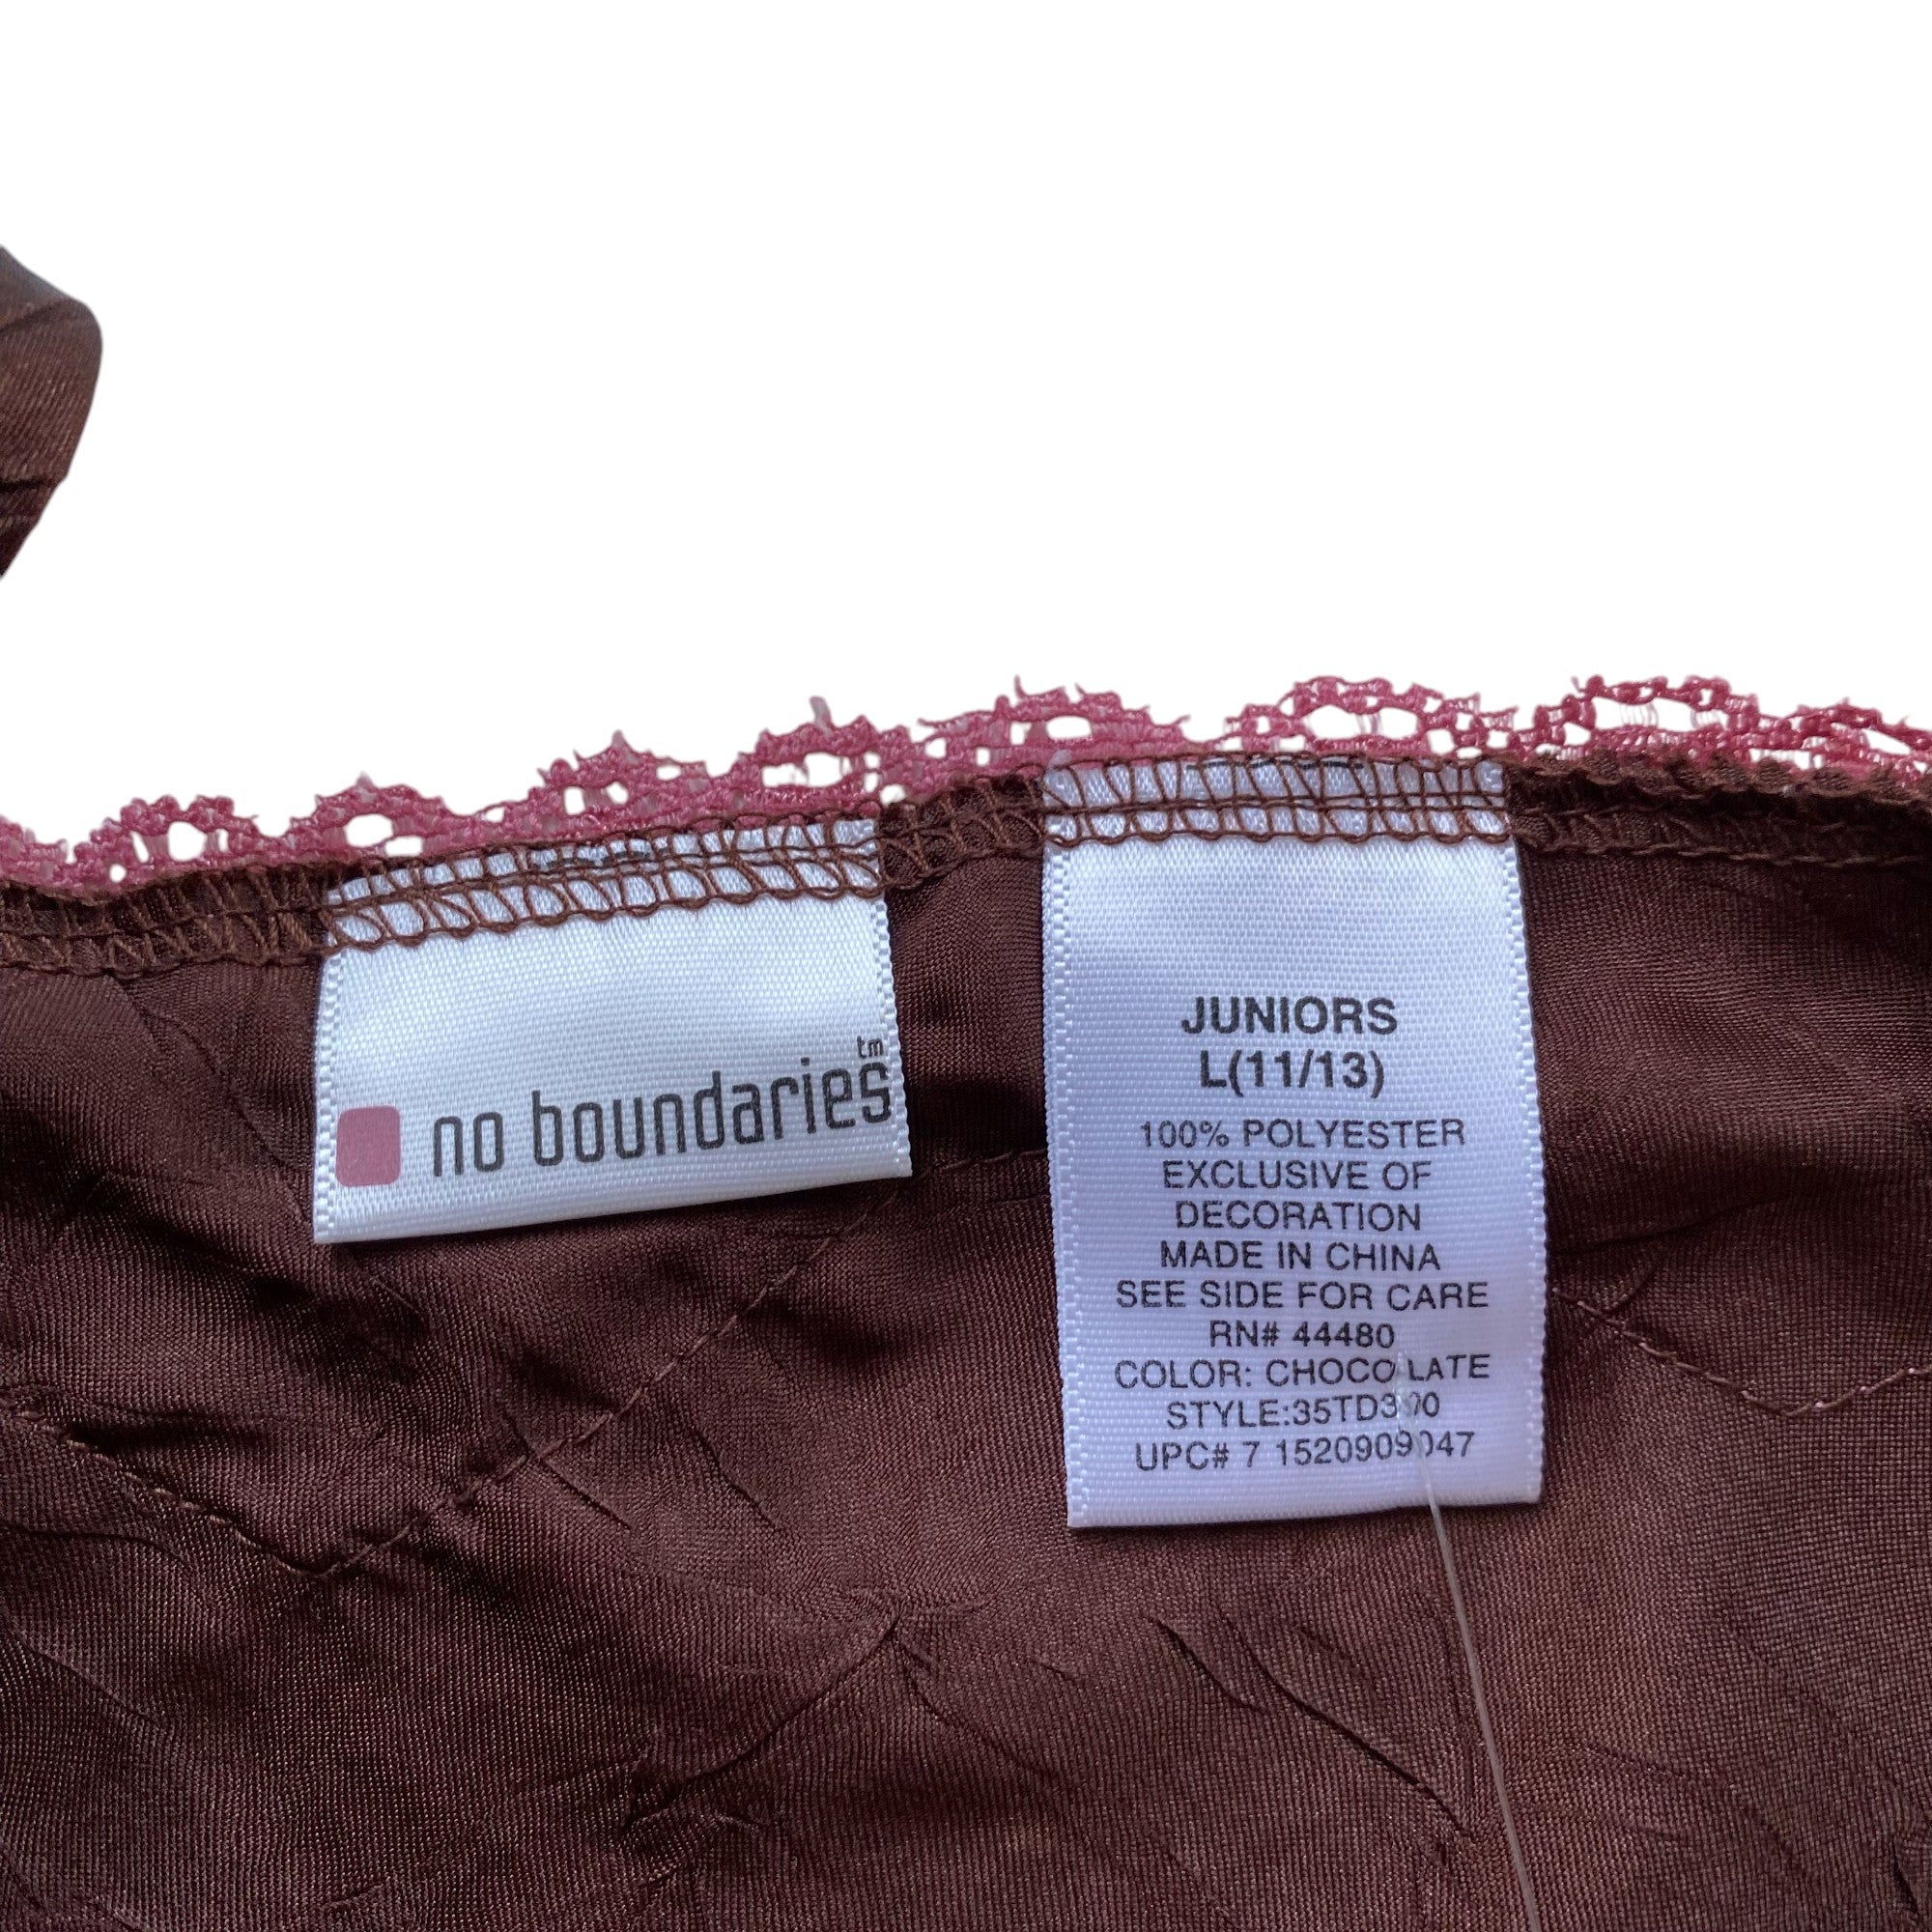 tm
no boundaries
JUNIORS
L(11/13)
100% POLYESTER
EXCLUSIVE OF
DECORATION
MADE IN CHINA
SEE SIDE FOR CARE
RN# 44480
COLOR: CHOCOLATE
UPC# 7 1520909047